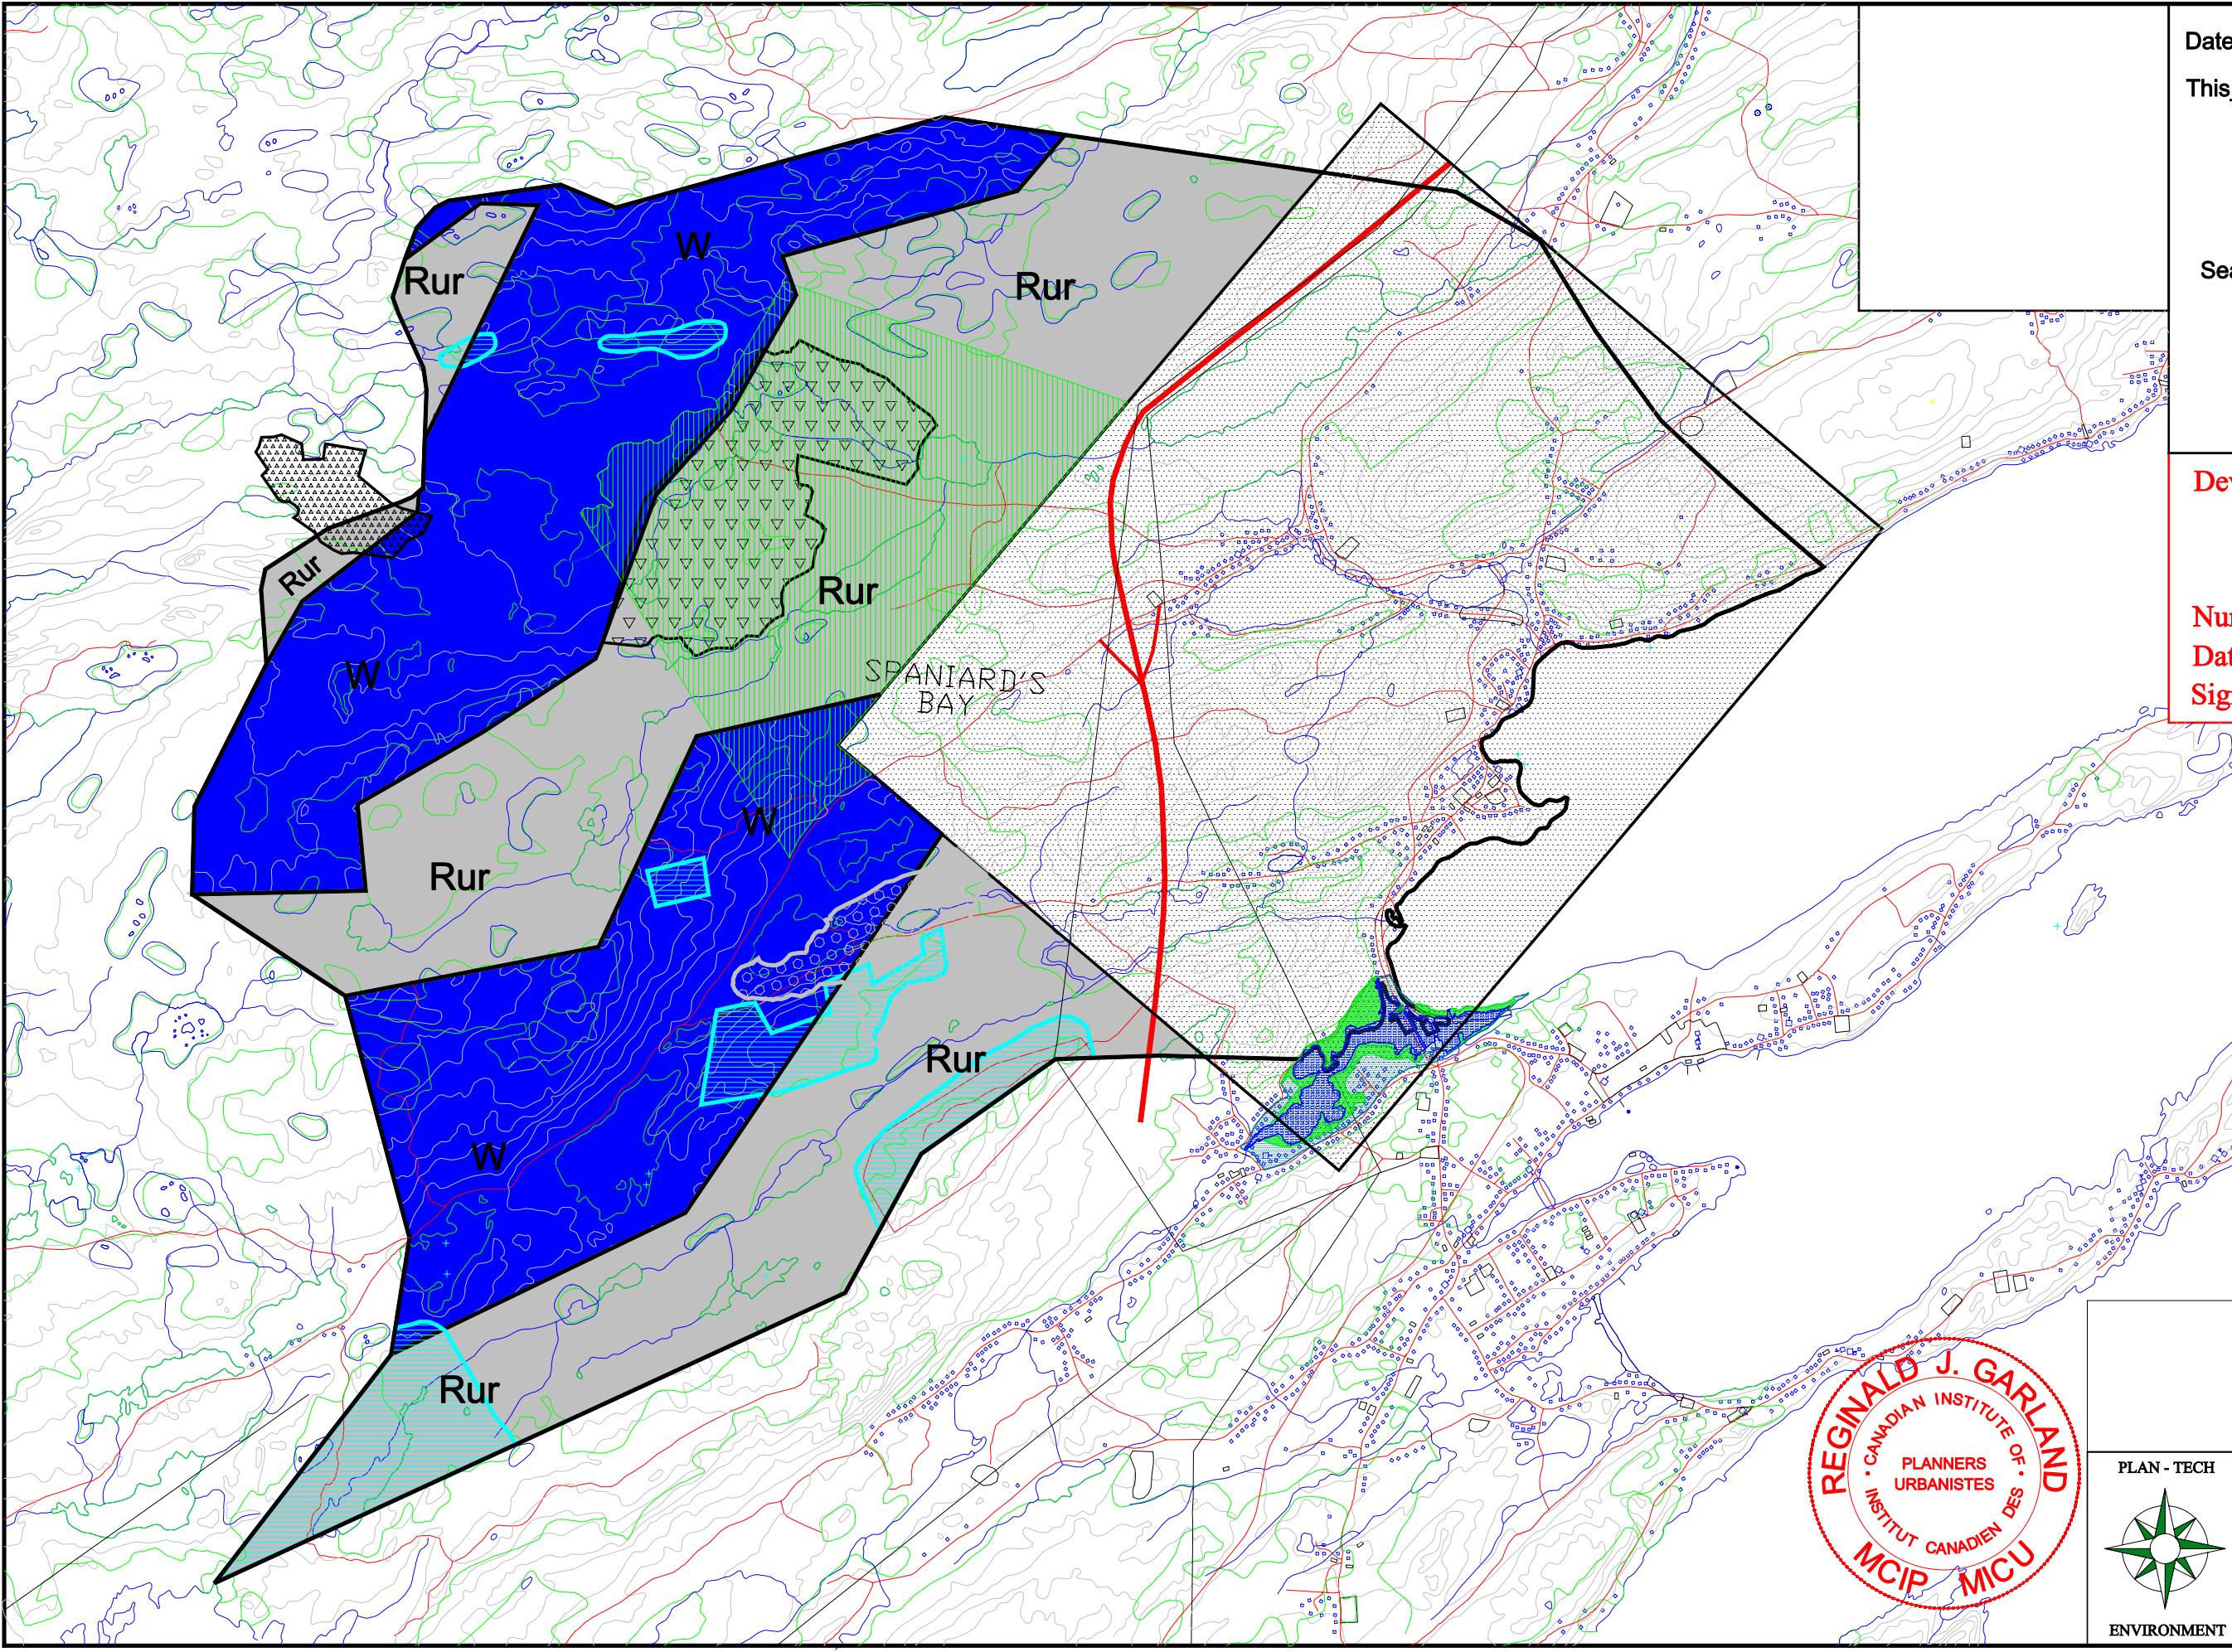 Date
This
Sea
W
Rur
Rur
Dev
Rur
Rur
Num
Dat
Sig
W
SPANIARD'S
BAY
W
Rur
Rur
W
Rur
REGINALD J. GARLAND
CANADIAN INSTITUTE OF
PLANNERS
URBANISTES
INSTITUT CANADIEN DES
MCIP MICU
PLAN - TECH
ENVIRONMENT